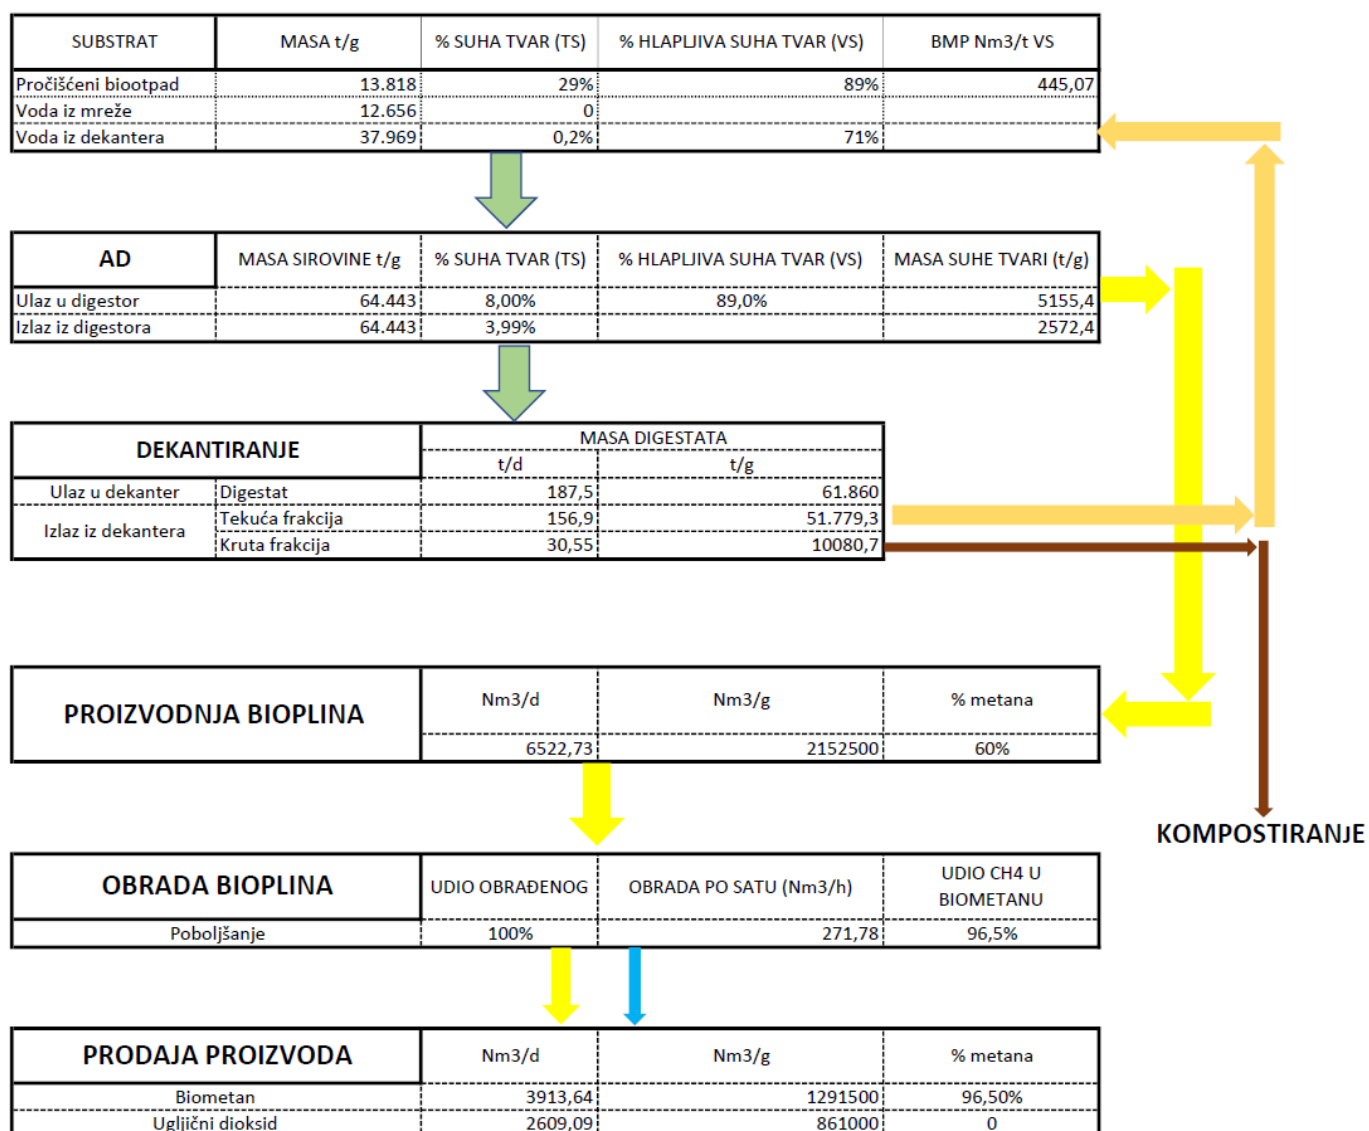 SUBSTRAT MASA t/g % SUHA TVAR (TS) % HLAPLJIVA SUHA TVAR (VS) BMP Nm3/t VS
Pročišćeni biootpad 13.818 29% 89% 445,07
Voda iz mreže 12.656 0
Voda iz dekantera 37.969 0,2% 71%
AD MASA SIROVINE t/g % SUHA TVAR (TS) % HLAPLJIVA SUHA TVAR (VS) MASA SUHE TVARI (t/g)
Ulaz u digestor 64.443 8,00% 89,0% 5155,4
Izlaz iz digestora 64.443 3,99% 2572,4
DEKANTIRANJE MASA DIGESTATA
t/d t/g
Ulaz u dekanter Digestat 187,5 61.860
Izlaz iz dekantera Tekuća frakcija 156,9 51.779,3
Kruta frakcija 30,55 10080,7
PROIZVODNJA BIOPLINA Nm3/d Nm3/g % metana
6522,73 2152500 60%
KOMPOSTIRANJE
OBRADA BIOPLINA UDIO OBRAĐENOG OBRADA PO SATU (Nm3/h) UDIO CH4 U
BIOMETANU
Poboljšanje 100% 271,78 96,5%
PRODAJA PROIZVODA Nm3/d Nm3/g % metana
Biometan 3913,64 1291500 96,50%
Ugljični dioksid 2609,09 861000 0